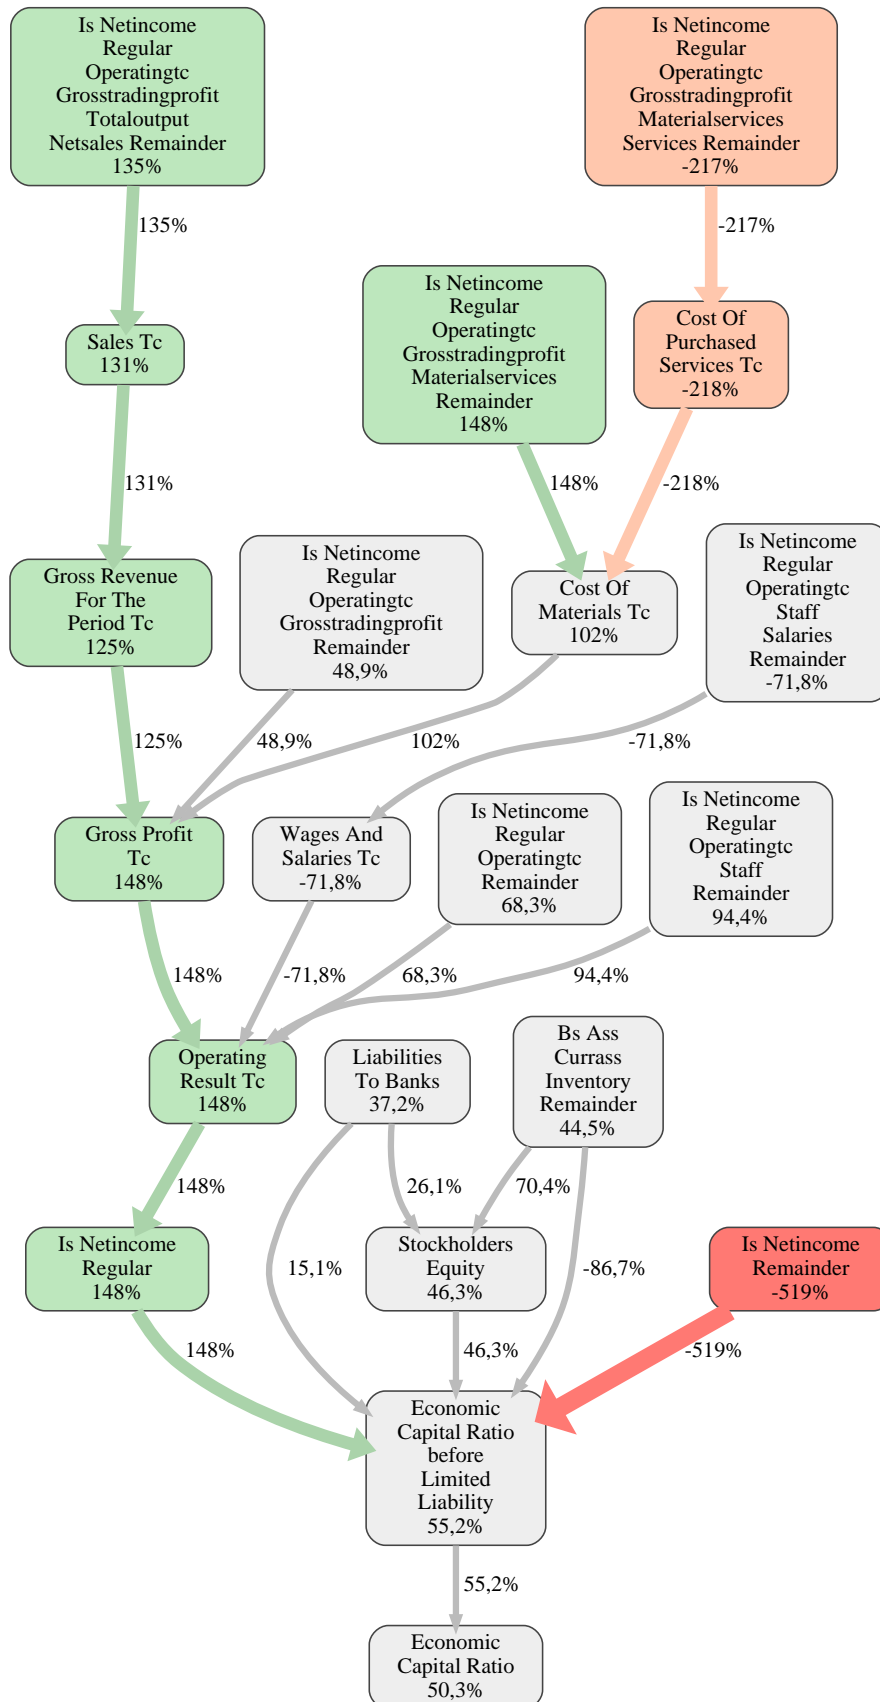 Is Netincome
Regular
Operatingtc
Grosstradingprofit
Totaloutput
Netsales Remainder
135%
Is Netincome
Regular
Operatingtc
Grosstradingprofit
Materialservices
Services Remainder
-217%
135%
-217%
Is Netincome
Regular
Operatingtc
Grosstradingprofit
Materialservices
Remainder
148%
Cost Of
Purchased
Services Tc
-218%
Sales Tc
131%
131%
148%
-218%
Gross Revenue
For The
Period Tc
125%
Is Netincome
Regular
Operatingtc
Grosstradingprofit
Remainder
48,9%
Cost Of
Materials Tc
102%
Is Netincome
Regular
Operatingtc
Staff
Salaries
Remainder
-71,8%
125%
48,9%
102%
-71,8%
Gross Profit
Tc
148%
Wages And
Salaries Tc
-71,8%
Is Netincome
Regular
Operatingtc
Remainder
68,3%
Is Netincome
Regular
Operatingtc
Staff
Remainder
94,4%
148%
-71,8%
68,3%
94,4%
Operating
Result Tc
148%
Liabilities
To Banks
37,2%
Bs Ass
Currass
Inventory
Remainder
44,5%
148%
26,1%
70,4%
Is Netincome
Regular
148%
15,1%
Stockholders
Equity
46,3%
-86,7%
Is Netincome
Remainder
-519%
148%
46,3%
-519%
Economic
Capital Ratio
before
Limited
Liability
55,2%
55,2%
Economic
Capital Ratio
50,3%